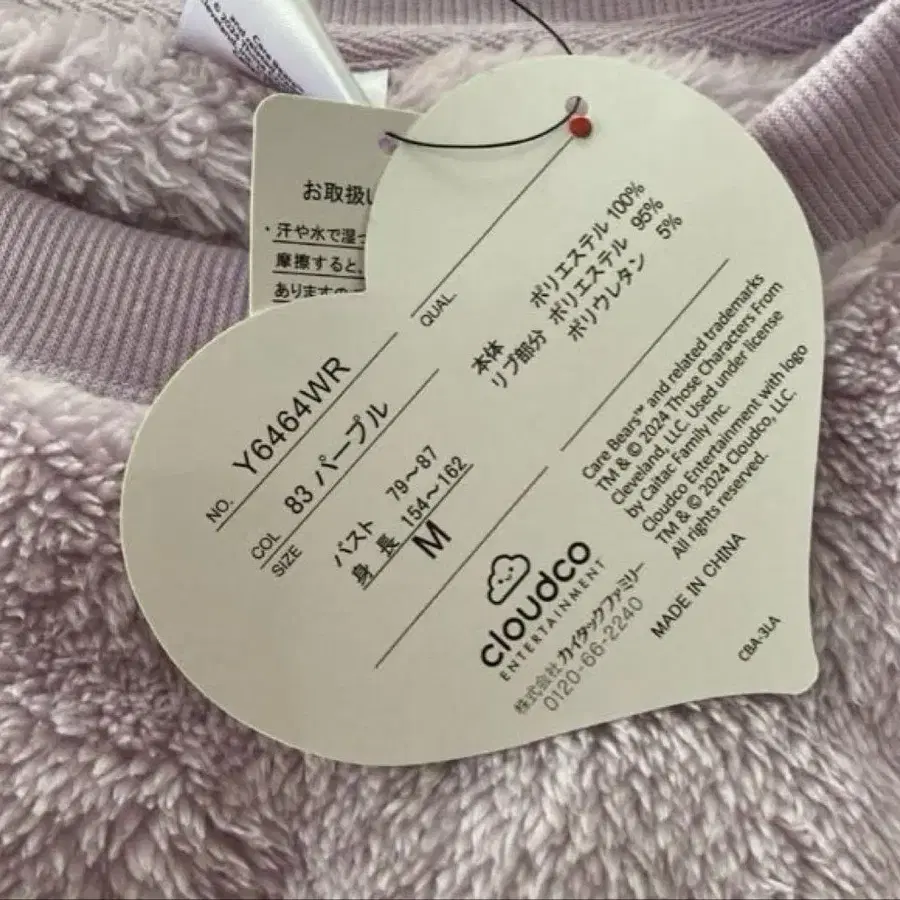 お取扱い
・汗や水で湿っ
摩擦すると、
ありますの
NO. Y6464WR
COL 83 パープル
SIZE
バスト 79～87
身長 154～162
M
QUAL.
本体 ポリエステル 100%
リブ部分 ポリエステル 95%
ポリウレタン 5%
Care Bears™ and related trademarks
TM & © 2024 Those Characters From
Cleveland, LLC. Used under license
by Caitac Family Inc.
Cloudco Entertainment with logo
TM & © 2024 Cloudco, LLC.
All rights reserved.
cloudco
ENTERTAINMENT
株式会社カイタックファミリー
0120-66-2240
MADE IN CHINA
CBA-3LA